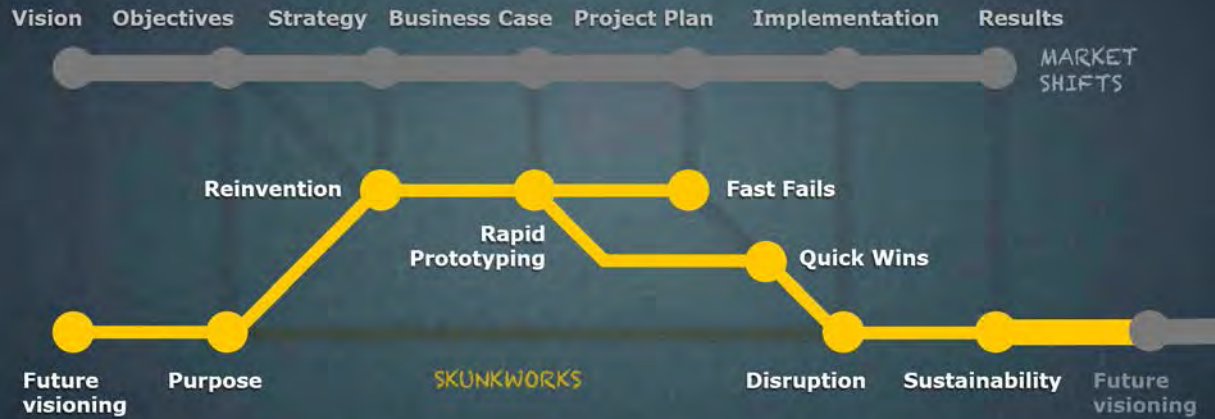 Vision Objectives Strategy Business Case Project Plan Implementation Results
MARKET
SHIFTS
Reinvention
Fast Fails
Rapid
Prototyping
Quick Wins
Future
visioning
Purpose
SKUNKWORKS
Disruption
Sustainability
Future
visioning